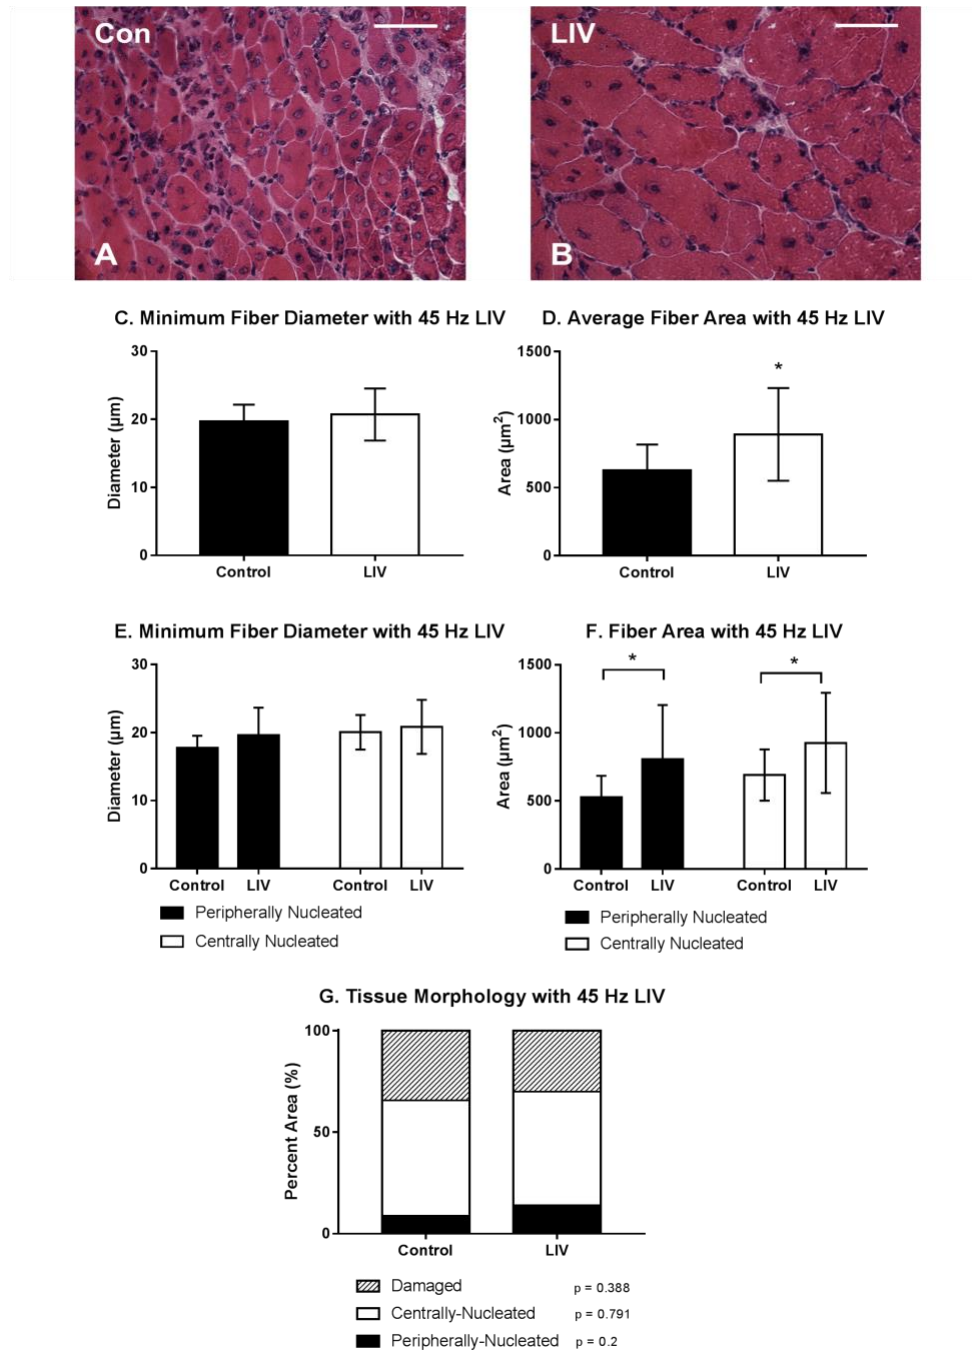 Con
LIV
A
B
C. Minimum Fiber Diameter with 45 Hz LIV
D. Average Fiber Area with 45 Hz LIV
30
20
10
0
Diameter (μm)
Control
LIV
1500
1000
500
0
Area (μm²)
*
Control
LIV
E. Minimum Fiber Diameter with 45 Hz LIV
F. Fiber Area with 45 Hz LIV
30
20
10
0
Diameter (μm)
Control
LIV
Control
LIV
Peripherally Nucleated
Centrally Nucleated
1500
1000
500
0
Area (μm²)
*
*
Control
LIV
Control
LIV
Peripherally Nucleated
Centrally Nucleated
G. Tissue Morphology with 45 Hz LIV
100
50
0
Percent Area (%)
Control
LIV
Damaged p = 0.388
Centrally-Nucleated p = 0.791
Peripherally-Nucleated p = 0.2